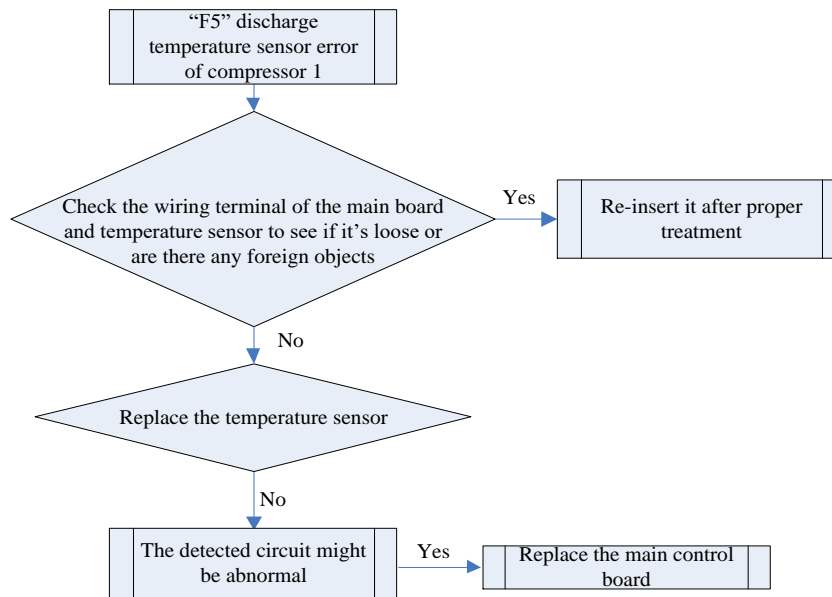 “F5” discharge
temperature sensor error
of compressor 1
Check the wiring terminal of the main board
and temperature sensor to see if it’s loose or
are there any foreign objects
Yes
Re-insert it after proper
treatment
No
Replace the temperature sensor
No
The detected circuit might
be abnormal
Yes
Replace the main control
board